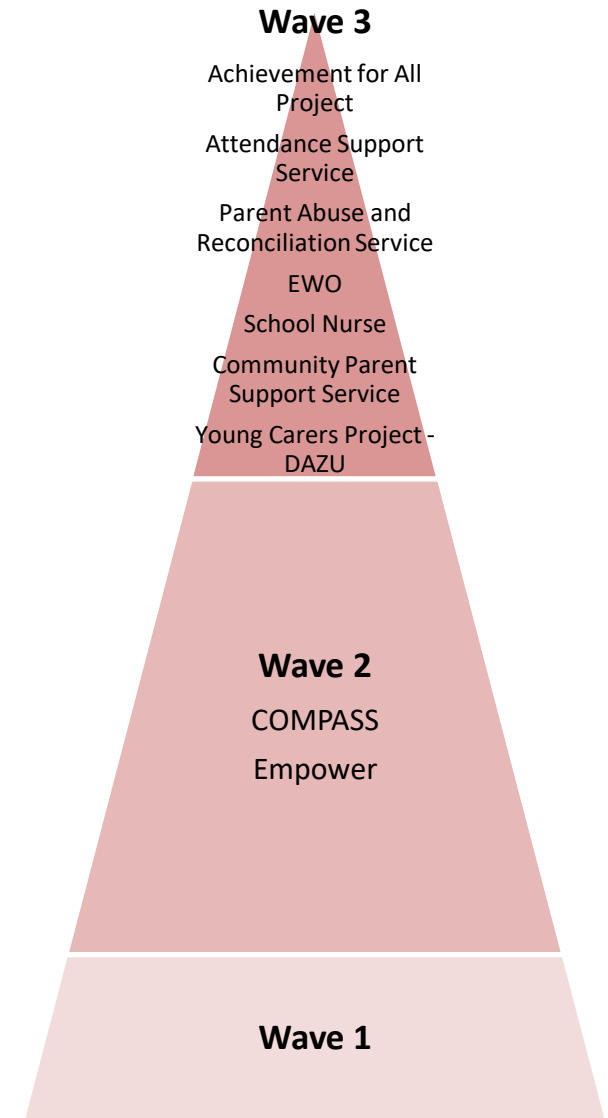 Wave 3
Achievement for All
Project
Attendance Support
Service
Parent Abuse and
Reconciliation Service
EWO
School Nurse
Community Parent
Support Service
Young Carers Project -
DAZU
Wave 2
COMPASS
Empower
Wave 1